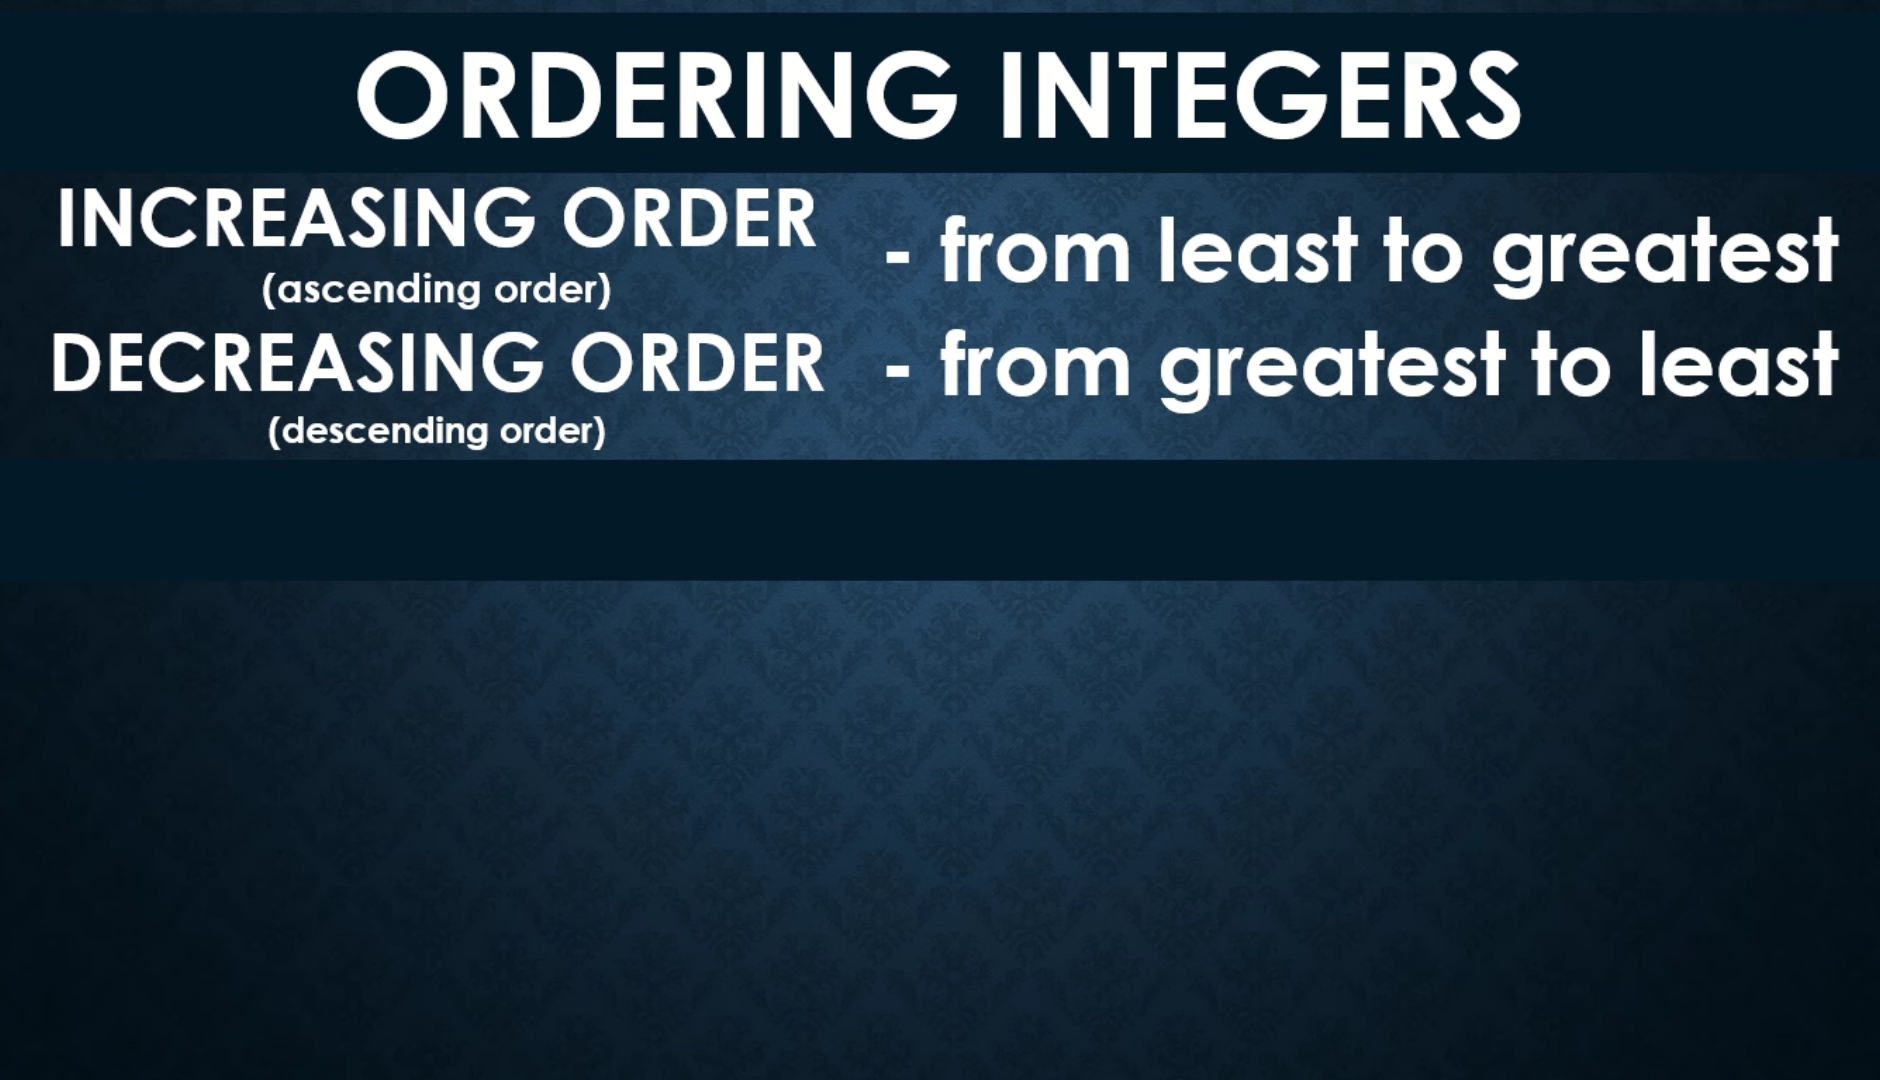 ORDERING INTEGERS
INCREASING ORDER
(ascending order)
- from least to greatest
DECREASING ORDER
(descending order)
- from greatest to least